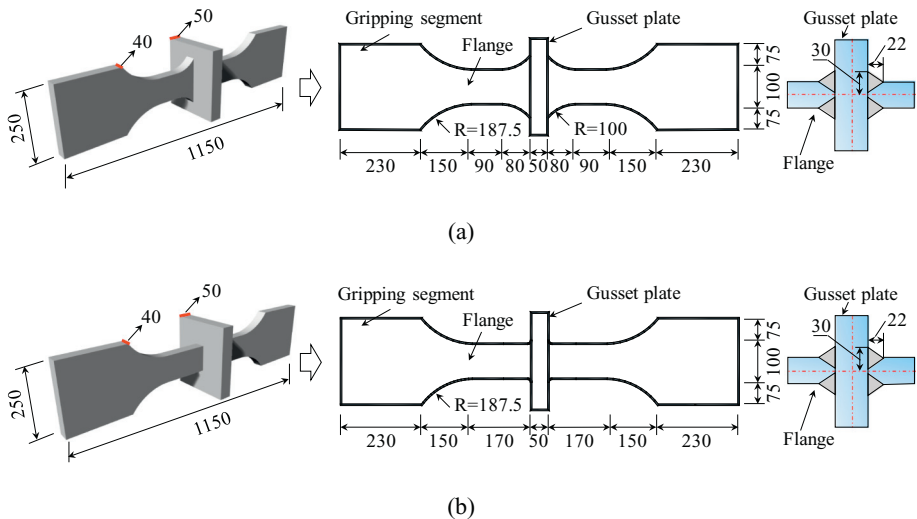 50
40
250
1150
Gripping segment
Flange
Gusset plate
R=187.5
R=100
75
100
75
230 150 90 80 50 80 90 150 230
Gusset plate
30
22
Flange
(a)
50
40
250
1150
Gripping segment
Flange
Gusset plate
R=187.5
75
100
75
230 150 170 50 170 150 230
Gusset plate
30
22
Flange
(b)